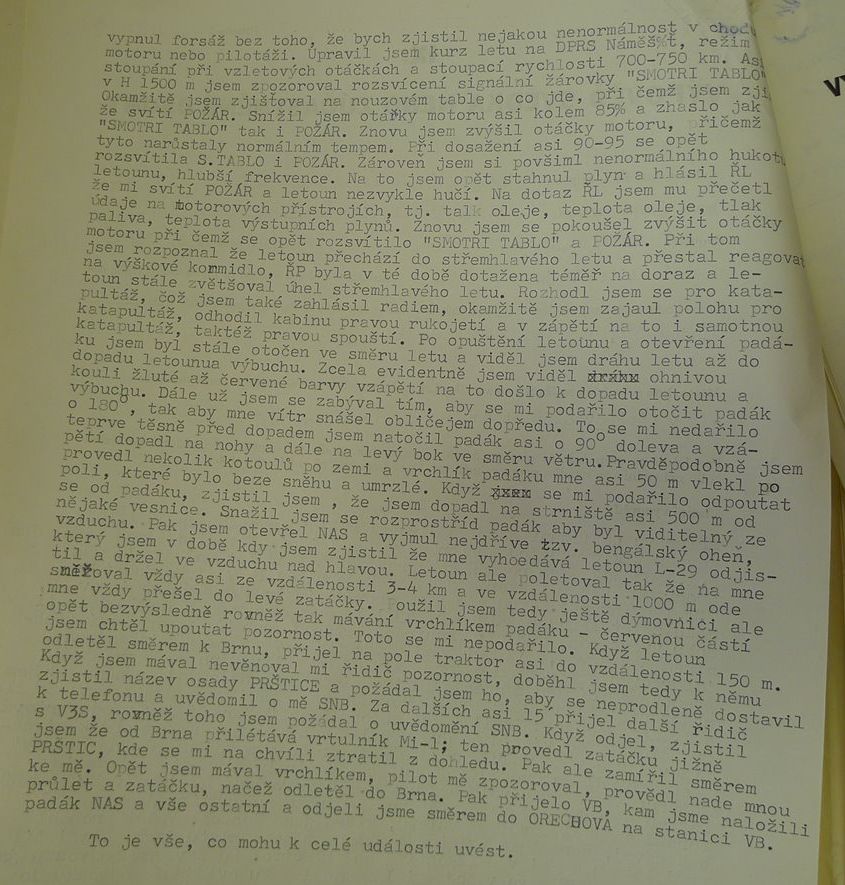 vypnul forsáž bez toho, že bych zjistil nejakou nenormálnost v chodu
motoru nebo pilotáži. Upravil jsem kurz letu na DPRS Náměšt, režim
stoupání při vzletových otáčkách a stoupací rychlosti 700-750 km. Asi
v H 1500 m jsem zpozoroval rozsvícení signální žárovky "SMOTRI TABLO"
Okamžitě jsem zjištoval na nouzovém table o co jde, při čemž jsem zji
že svítí POŽÁR. Snížil jsem otáčky motoru asi kolem 85% a zhaslo jak
"SMOTRI TABLO" tak i POŽÁR. Znovu jsem zvýšil otáčky motoru, přičemž
tyto narůstaly normálním tempem. Při dosažení asi 90-95 se opět
rozsvítila S.TABLO i POŽÁR. Zároveň jsem si povšiml nenormálního hukotu
letounu, hlubší frekvence. Na to jsem opět stahnul plyn a hlásil ŘL
že mi svítí POŽÁR a letoun nezvykle hučí. Na dotaz ŘL jsem mu přečetl
údaje na motorových přístrojích, tj. talk oleje, teplota oleje, tlak
paliva, teplota výstupních plynů. Znovu jsem se pokoušel zvýšit otáčky
motoru při čemž se opět rozsvítilo "SMOTRI TABLO" a POŽÁR. Při tom
jsem rozpoznal že letoun přechází do střemhlavého letu a přestal reagovat
na výškové kormidlo, ŘP byla v té době dotažena téměř na doraz a le-
toun stále zvětšoval úhel střemhlavého letu. Rozhodl jsem se pro kata-
pultáž, což jsem také zahlásil radiem, okamžitě jsem zajaul polohu pro
katapultáž, odhodil kabinu pravou rukojetí a v zápětí na to i samotnou
katapultáž, taktéž pravou spouští. Po opuštění letounu a otevření padá-
ku jsem byl stále otočen ve směru letu a viděl jsem dráhu letu až do
dopadu letounua výbuchu. Zcela evidentně jsem viděl ohnivou
kouli žluté až červené barvy vzápětí na to došlo k dopadu letounu a
výbuchu. Dále už jsem se zabýval tím, aby se mi podařilo otočit padák
o 180°, tak aby mne vítr snášel obličejem dopředu. To se mi nedařilo
teprve těsně před dopadem jsem natočil padák asi o 90° doleva a vzá-
pětí dopadl na nohy a dále na levý bok ve směru větru. Pravděpodobně jsem
provedl nekolik kotoulů po zemi a vrchlík padáku mne asi 50 m vlekl po
poli, které bylo beze sněhu a umrzlé. Když se mi podařilo odpoutat
se od padáku, zjistil jsem , že jsem dopadl na strniště asi 500 m od
nějaké vesnice. Snažil jsem se rozprostříd padák aby byl viditelný ze
vzduchu. Pak jsem otevřel NAS a vyjmul nejdříve tzv. bengálský oheň,
který jsem v době kdy jsem zjistil že mne vyhoedává letoun L-29 odjis-
til a držel ve vzduchu nad hlavou. Letoun ale poletoval tak že na mne
směřoval vždy asi ze vzdálenosti 3-4 km a ve vzdálenosti 1000 m ode
mne vždy přešel do levé zatáčky. Použil jsem tedy ještě dýmovnici ale
opět bezvýsledně rovněž tak mávání vrchlíkem padáku - červenou částí
jsem chtěl upoutat pozornost. Toto se mi nepodařilo. Když letoun
odletěl směrem k Brnu, přijel na pole traktor asi do vzdálenosti 150 m.
Když jsem mával nevěnoval mi řidič pozornost, doběhl jsem tedy k němu
zjistil název osady PRŠTICE a požádal jsem ho, aby se neprodleně dostavil
k telefonu a uvědomil o mě SNB. Za dalších asi 15 přijel další řidič
s V3S, rovněž toho jsem požádal o uvědomění SNB. Když odjel, zjistil
jsem že od Brna přilétává vrtulník Mi-1; ten provedl zatáčku jižně
PRŠTIC, kde se mi na chvíli ztratil z dohledu. Pak ale zamířil směrem
ke mě. Opět jsem mával vrchlíkem, pilot mě zpozoroval, provědl nade mnou
průlet a zatáčku, načež odletěl do Brna. Pak přijelo VB, kam jsme naložili
padák NAS a vše ostatní a odjeli jsme směrem do OŘECHOVA na stanici VB.
To je vše, co mohu k celé události uvést.